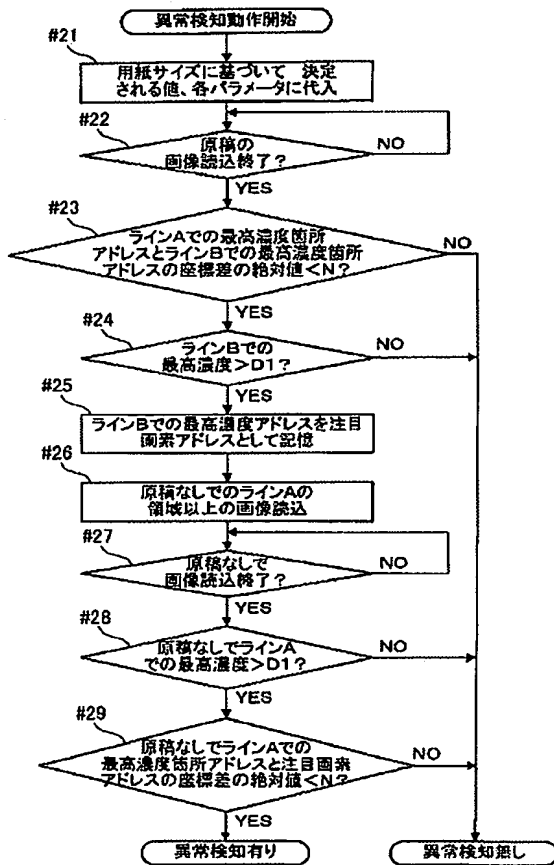 異常検知動作開始
#21
用紙サイズに基づいて 決定
される値、各パラメータに代入
#22
原稿の
画像読込終了?
NO
YES
#23
ラインAでの最高濃度箇所
アドレスとラインBでの最高濃度箇所
アドレスの座標差の絶対値<N?
NO
YES
#24
ラインBでの
最高濃度>D1?
NO
YES
#25
ラインBでの最高濃度アドレスを注目
画素アドレスとして記憶
#26
原稿なしでのラインAの
領域以上の画像読込
#27
原稿なしで
画像読込終了?
NO
YES
#28
原稿なしでラインA
での最高濃度>D1?
NO
YES
#29
原稿なしでラインAでの
最高濃度箇所アドレスと注目画素
アドレスの座標差の絶対値<N?
NO
YES
異常検知有り
異常検知無し